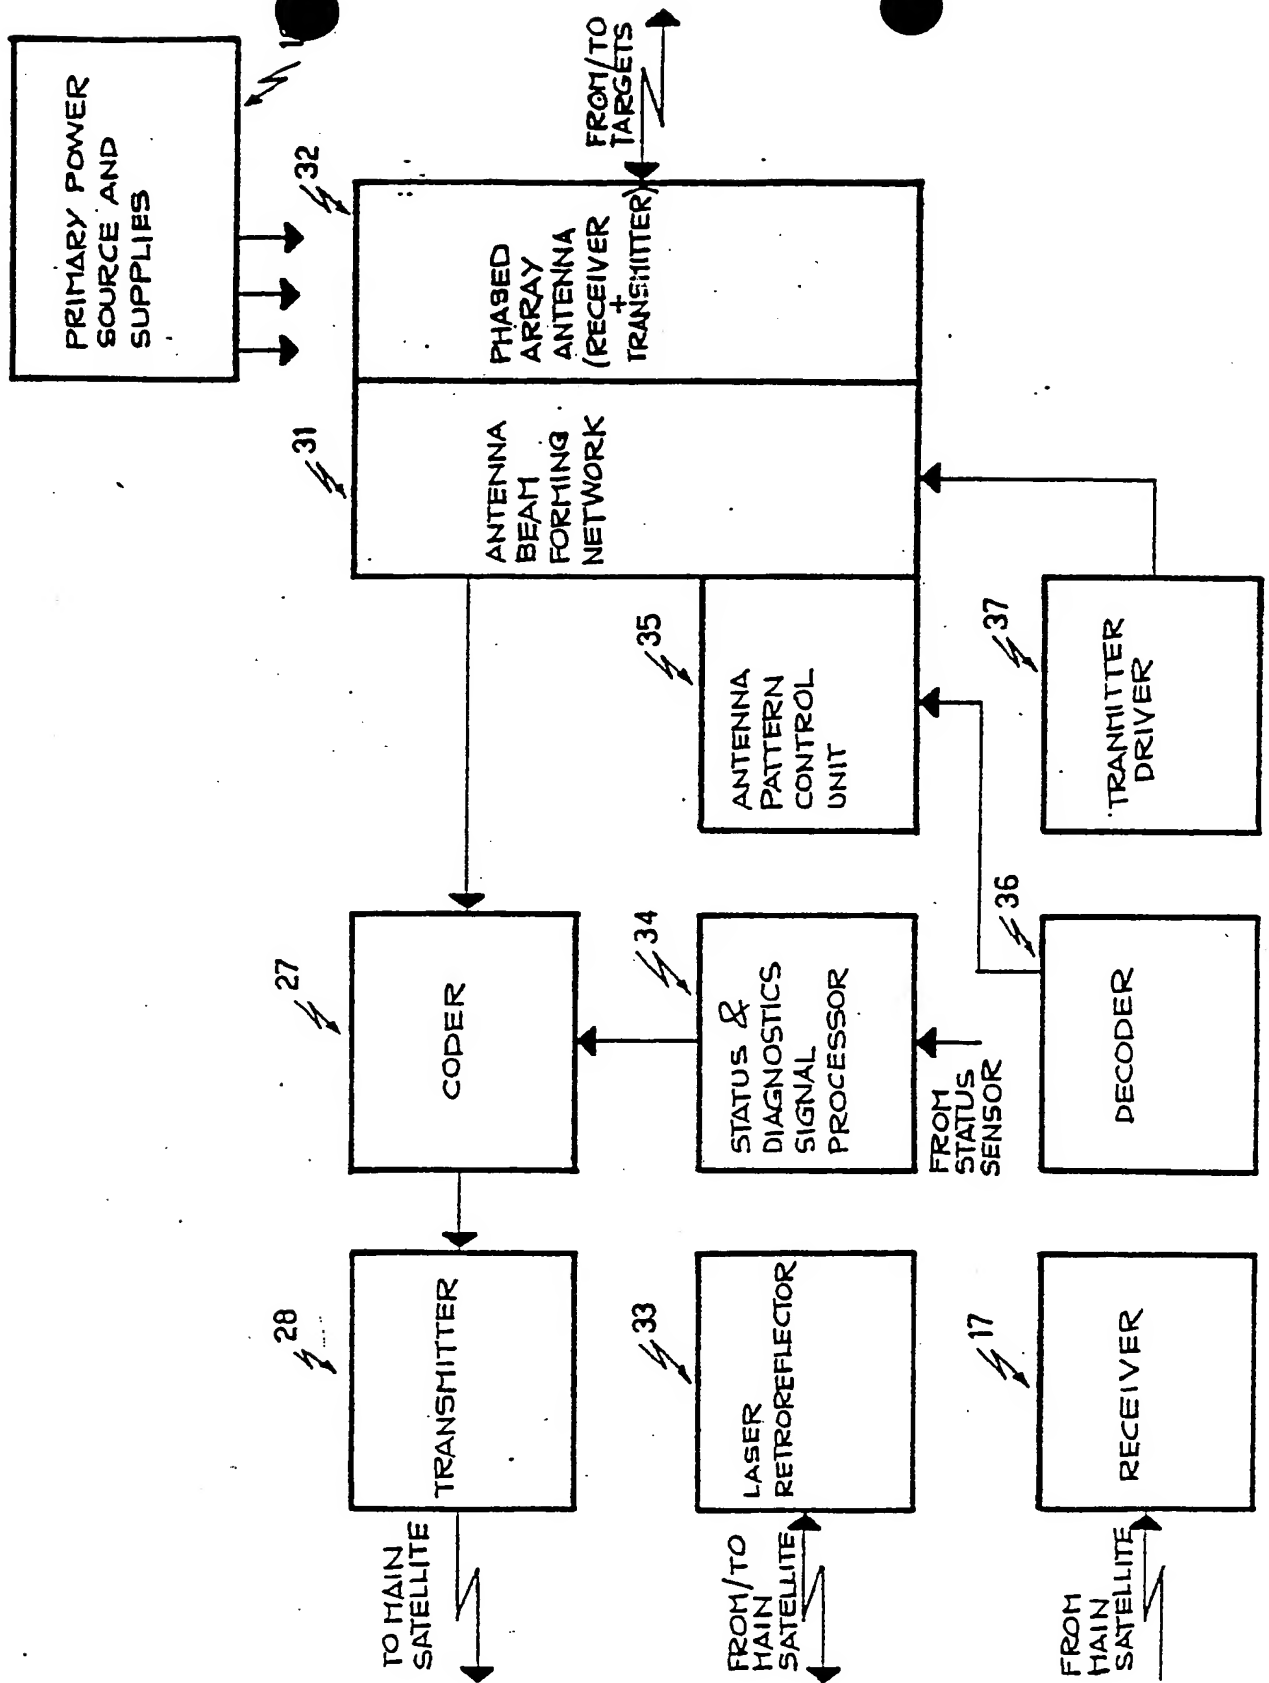 TO MAIN
SATELLITE
28
TRANSMITTER
27
CODER
31
ANTENNA
BEAM
FORMING
NETWORK
32
PHASED
ARRAY
ANTENNA
(RECEIVER
+
TRANSMITTER)
PRIMARY POWER
SOURCE AND
SUPPLIES
FROM/TO
TARGETS
FROM/TO
MAIN
SATELLITE
33
LASER
RETROREFLECTOR
34
STATUS &
DIAGNOSTICS
SIGNAL
PROCESSOR
FROM
STATUS
SENSOR
35
ANTENNA
PATTERN
CONTROL
UNIT
FROM
MAIN
SATELLITE
17
RECEIVER
36
DECODER
37
TRANMITTER
DRIVER